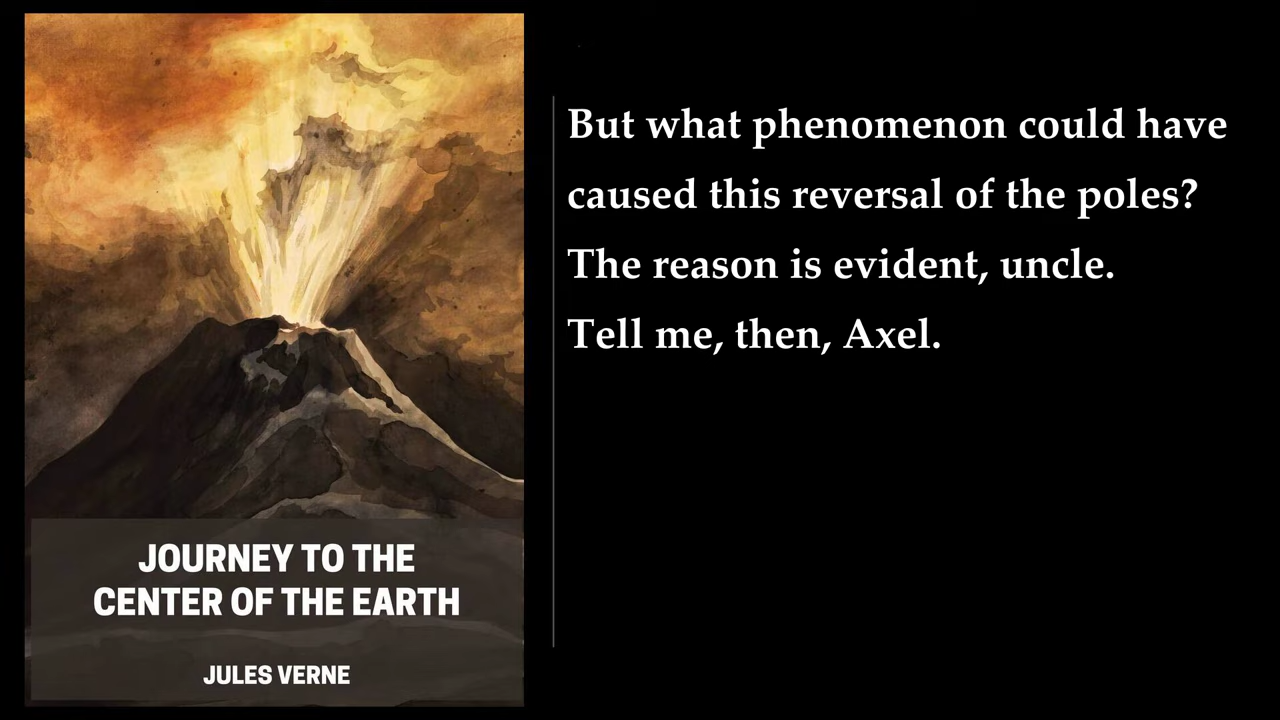 But what phenomenon could have
caused this reversal of the poles?
The reason is evident, uncle.
Tell me, then, Axel.
JOURNEY TO THE
CENTER OF THE EARTH
JULES VERNE